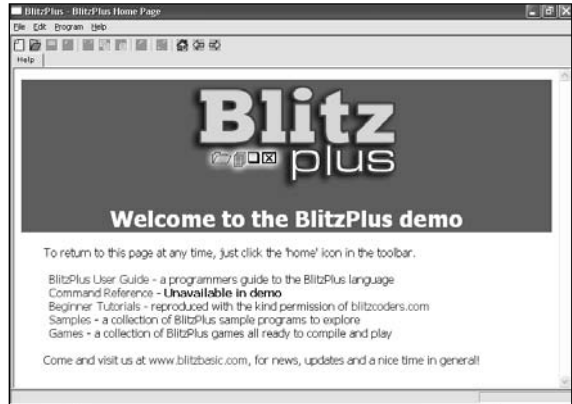 BlitzPlus - BlitzPlus Home Page
File Edit Program Help
Help
Blitz
plus
Welcome to the BlitzPlus demo
To return to this page at any time, just click the 'home' icon in the toolbar.
BlitzPlus User Guide - a programmers guide to the BlitzPlus language
Command Reference - Unavailable in demo
Beginner Tutorials - reproduced with the kind permission of blitzcoders.com
Samples - a collection of BlitzPlus sample programs to explore
Games - a collection of BlitzPlus games all ready to compile and play
Come and visit us at www.blitzbasic.com, for news, updates and a nice time in general!